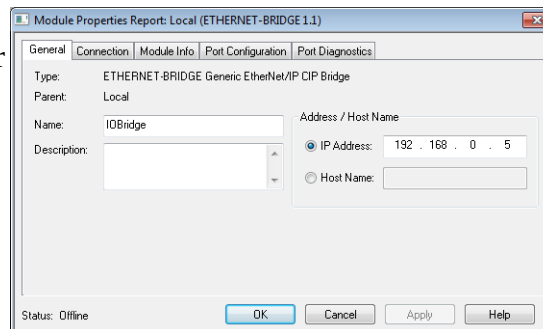 Module Properties Report: Local (ETHERNET-BRIDGE 1.1)
General Connection Module Info Port Configuration Port Diagnostics
r
Type: ETHERNET-BRIDGE Generic EtherNet/IP CIP Bridge
Parent: Local
Address / Host Name
Name: IOBridge
IP Address: 192 . 168 . 0 . 5
Description:
Host Name:
Status: Offline OK Cancel Apply Help